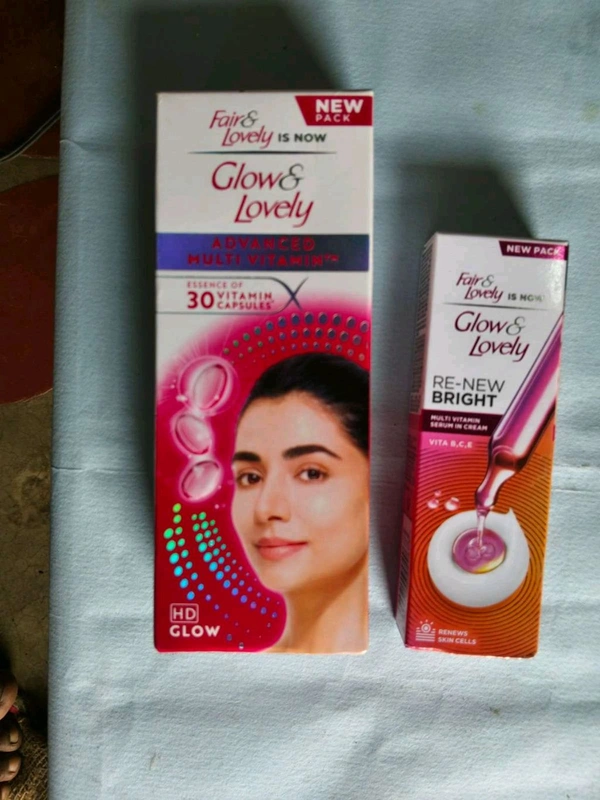 NEW
PACK
Fair&
Lovely IS NOW
Glow&
Lovely
ADVANCED
MULTI VITAMIN™
ESSENCE OF
30 VITAMIN
CAPSULES
HD
GLOW
NEW PACK
Fair&
Lovely IS NOW
Glow&
Lovely
RE-NEW
BRIGHT
MULTI VITAMIN
SERUM IN CREAM
VITA B,C,E
RENEWS
SKIN CELLS